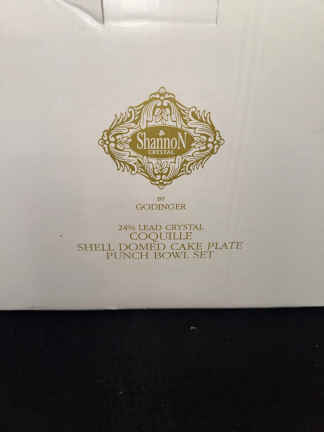 ShannoN
CRYSTAL
BY
GODINGER
24% LEAD CRYSTAL
COQUILLE
SHELL DOMED CAKE PLATE
PUNCH BOWL SET